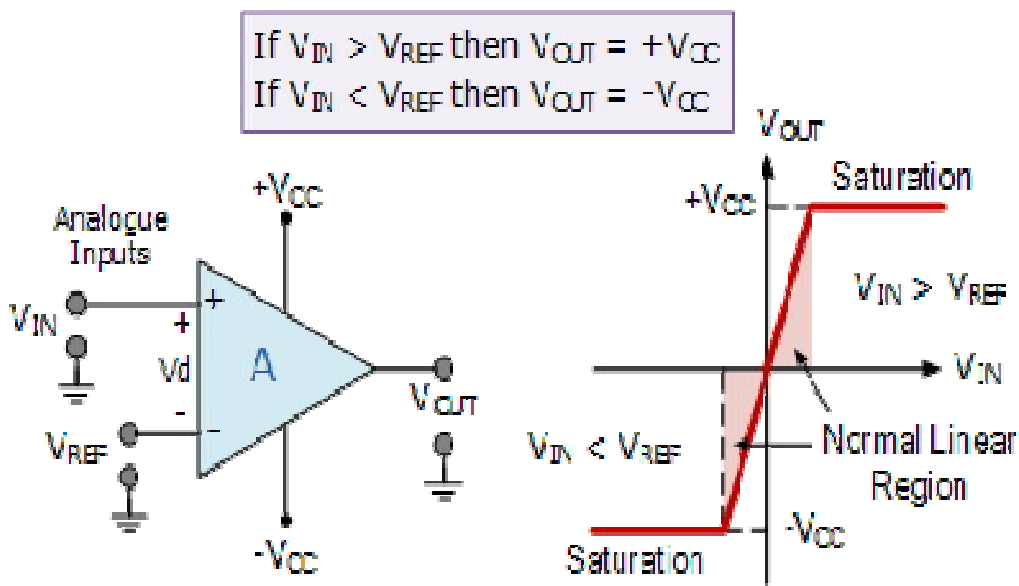 If VIN > VREF then VOUT = +VCC
If VIN < VREF then VOUT = -VCC
VOUT
Saturation
+VCC
+VCC
Analogue
Inputs
VIN
+
+
Vd
A
-
−
VREF
VOUT
-VCC
VIN > VREF
VIN
VIN < VREF
Normal Linear
Region
-VCC
Saturation